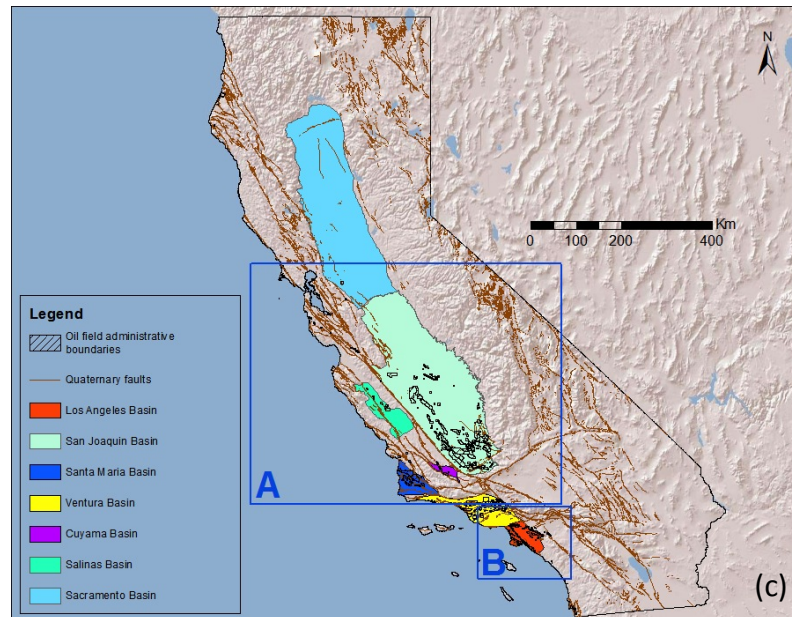 N
Km
0 100 200 400
Legend
Oil field administrative
boundaries
Quaternary faults
Los Angeles Basin
San Joaquin Basin
Santa Maria Basin
Ventura Basin
Cuyama Basin
Salinas Basin
Sacramento Basin
A
B
(c)